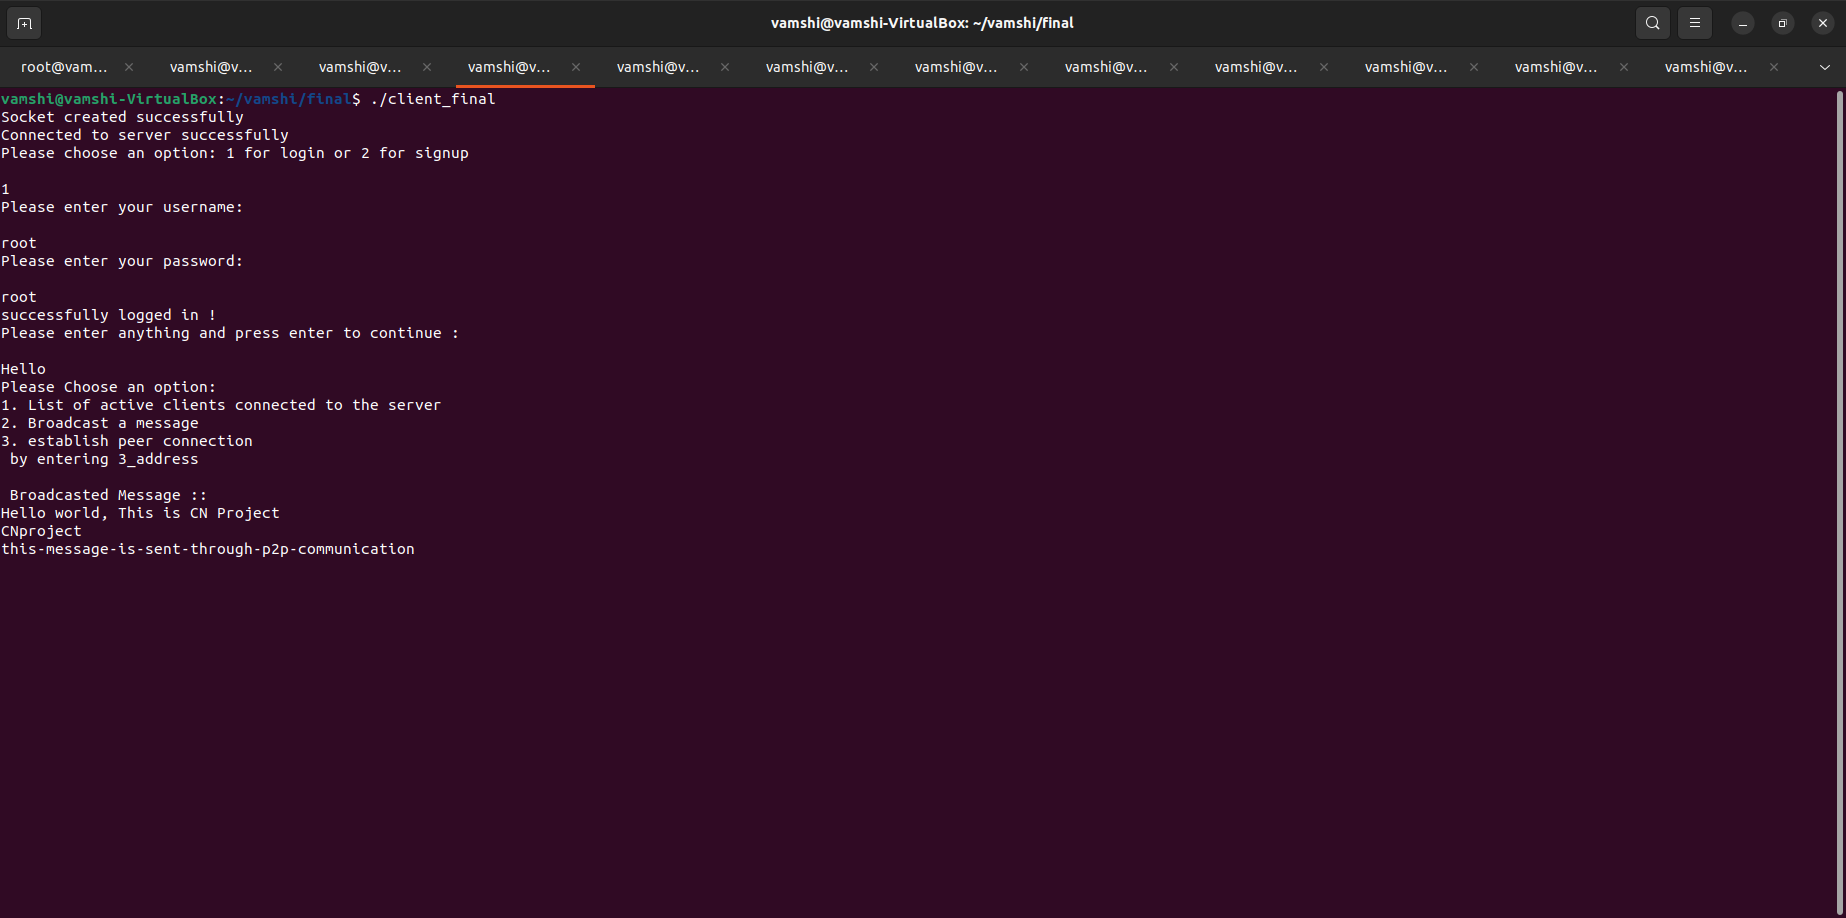 vamshi@vamshi-VirtualBox: ~/vamshi/final
root@vam... vamshi@v... vamshi@v... vamshi@v... vamshi@v... vamshi@v... vamshi@v... vamshi@v... vamshi@v... vamshi@v... vamshi@v... vamshi@v...
vamshi@vamshi-VirtualBox:~/vamshi/final$ ./client_final
Socket created successfully
Connected to server successfully
Please choose an option: 1 for login or 2 for signup
1
Please enter your username:
root
Please enter your password:
root
successfully logged in !
Please enter anything and press enter to continue :
Hello
Please Choose an option:
1. List of active clients connected to the server
2. Broadcast a message
3. establish peer connection
by entering 3_address
Broadcasted Message ::
Hello world, This is CN Project
CNproject
this-message-is-sent-through-p2p-communication